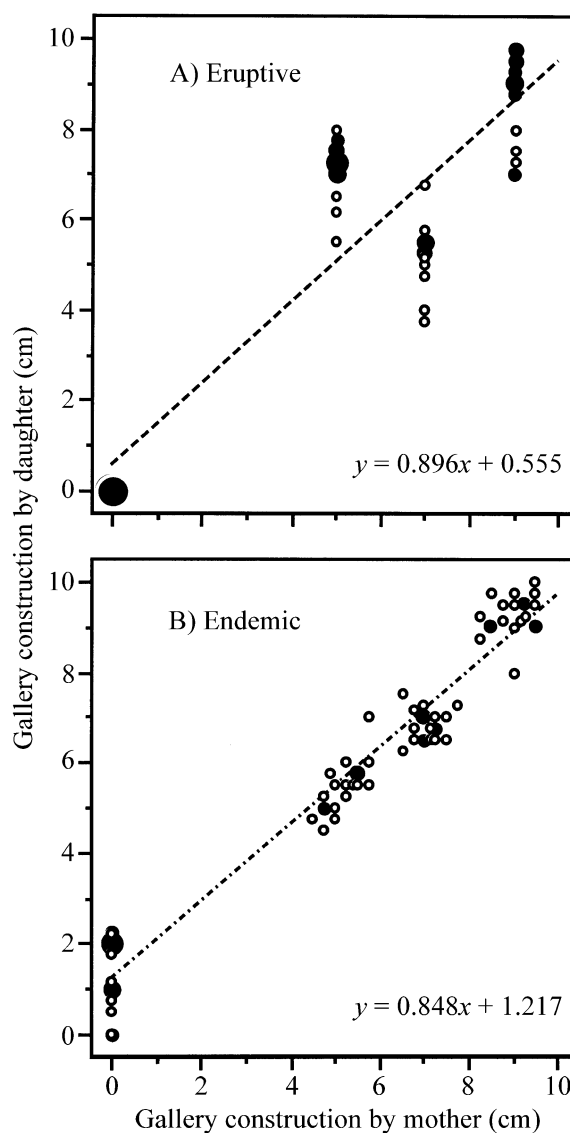 10
A) Eruptive
8
6
4
2
y = 0.896x + 0.555
0
Gallery construction by daughter (cm)
10
B) Endemic
8
6
4
2
y = 0.848x + 1.217
0
0 2 4 6 8 10
Gallery construction by mother (cm)